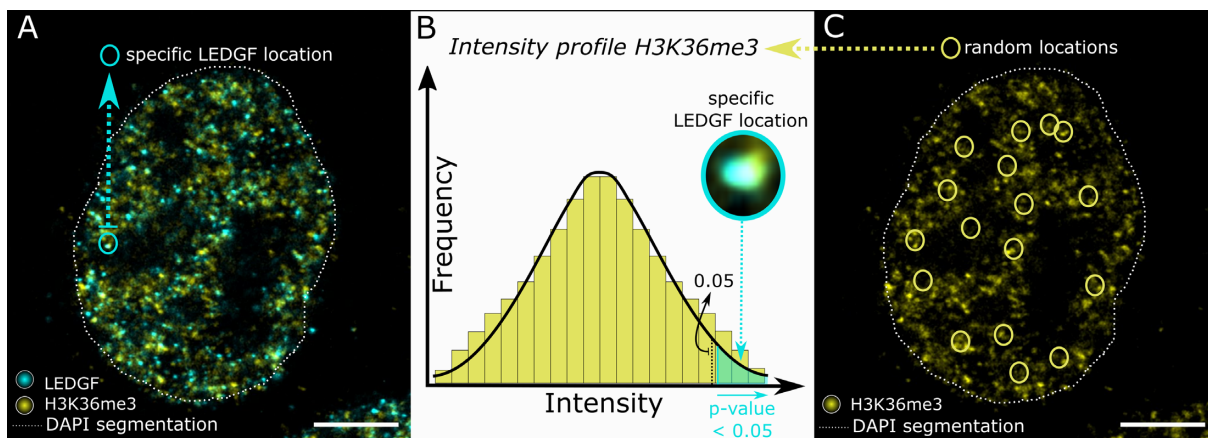 A
specific LEDGF location
LEDGF
H3K36me3
DAPI segmentation
B
Intensity profile H3K36me3
specific
LEDGF location
Frequency
0.05
Intensity
p-value
< 0.05
C
random locations
H3K36me3
DAPI segmentation